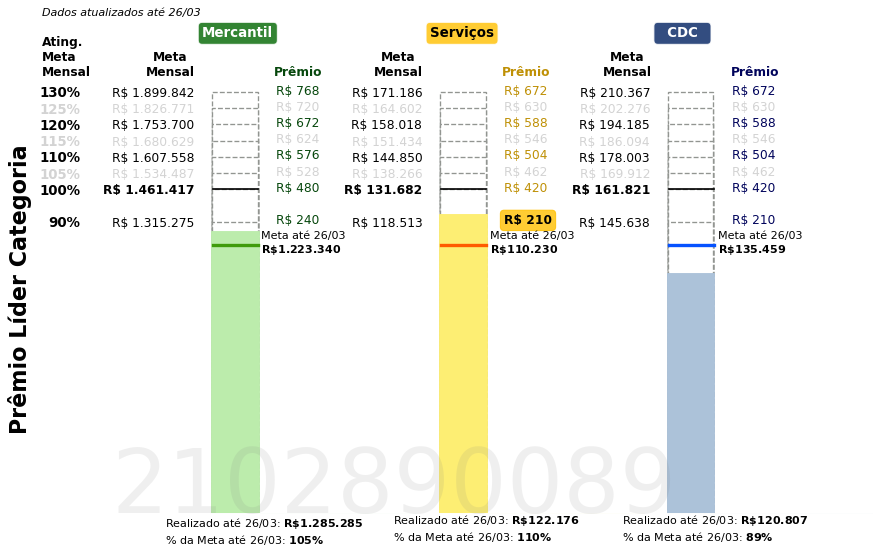 Dados atualizados até 26/03
Mercantil Serviços CDC
Ating.
Meta Meta Meta Meta
Mensal Mensal Prêmio Mensal Prêmio Mensal Prêmio
130% R$ 1.899.842 R$ 768 R$ 171.186 R$ 672 R$ 210.367 R$ 672
125% R$ 1.826.771 R$ 720 R$ 164.602 R$ 630 R$ 202.276 R$ 630
120% R$ 1.753.700 R$ 672 R$ 158.018 R$ 588 R$ 194.185 R$ 588
115% R$ 1.680.629 R$ 624 R$ 151.434 R$ 546 R$ 186.094 R$ 546
110% R$ 1.607.558 R$ 576 R$ 144.850 R$ 504 R$ 178.003 R$ 504
105% R$ 1.534.487 R$ 528 R$ 138.266 R$ 462 R$ 169.912 R$ 462
100% R$ 1.461.417 R$ 480 R$ 131.682 R$ 420 R$ 161.821 R$ 420
90% R$ 1.315.275 R$ 240 R$ 118.513 R$ 210 R$ 145.638 R$ 210
Meta até 26/03 Meta até 26/03 Meta até 26/03
R$1.223.340 R$110.230 R$135.459
Prêmio Líder Categoria
2102890089
Realizado até 26/03: R$1.285.285 Realizado até 26/03: R$122.176 Realizado até 26/03: R$120.807
% da Meta até 26/03: 105% % da Meta até 26/03: 110% % da Meta até 26/03: 89%